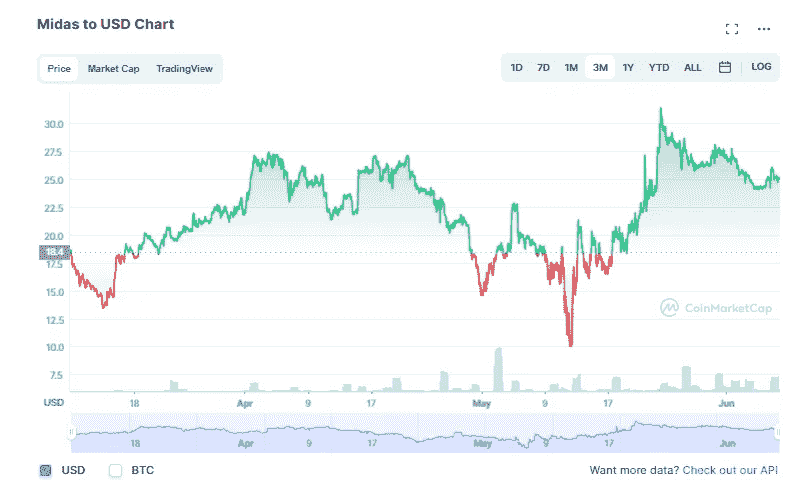 Midas to USD Chart
Price Market Cap TradingView 1D 7D 1M 3M 1Y YTD ALL LOG
30.0
27.5
25.0
22.5
20.0
17.5
15.0
12.5
10.0
7.5
CoinMarketCap
USD 18 Apr 9 17 May 9 17 Jun
18 Apr 9 17 May 9 17 Jun
USD BTC Want more data? Check out our API